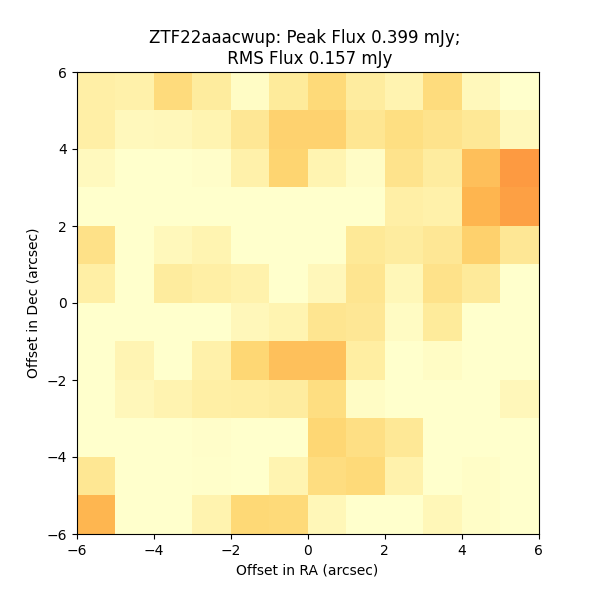 ZTF22aaacwup: Peak Flux 0.399 mJy;
RMS Flux 0.157 mJy
6
4
2
0
−2
−4
−6
Offset in Dec (arcsec)
−6 −4 −2 0 2 4 6
Offset in RA (arcsec)